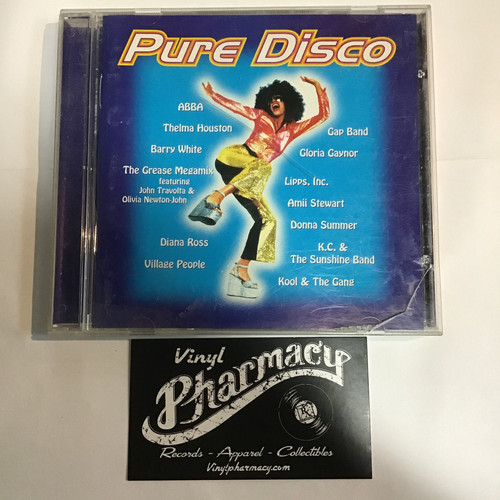 Pure Disco
ABBA
Thelma Houston
Barry White
The Grease Megamix
featuring
John Travolta &
Olivia Newton-John
Diana Ross
Village People
Gap Band
Gloria Gaynor
Lipps, Inc.
Amii Stewart
Donna Summer
K.C. &
The Sunshine Band
Kool & The Gang
Vinyl
Pharmacy
Rx
Records - Apparel - Collectibles
Vinylpharmacy.com